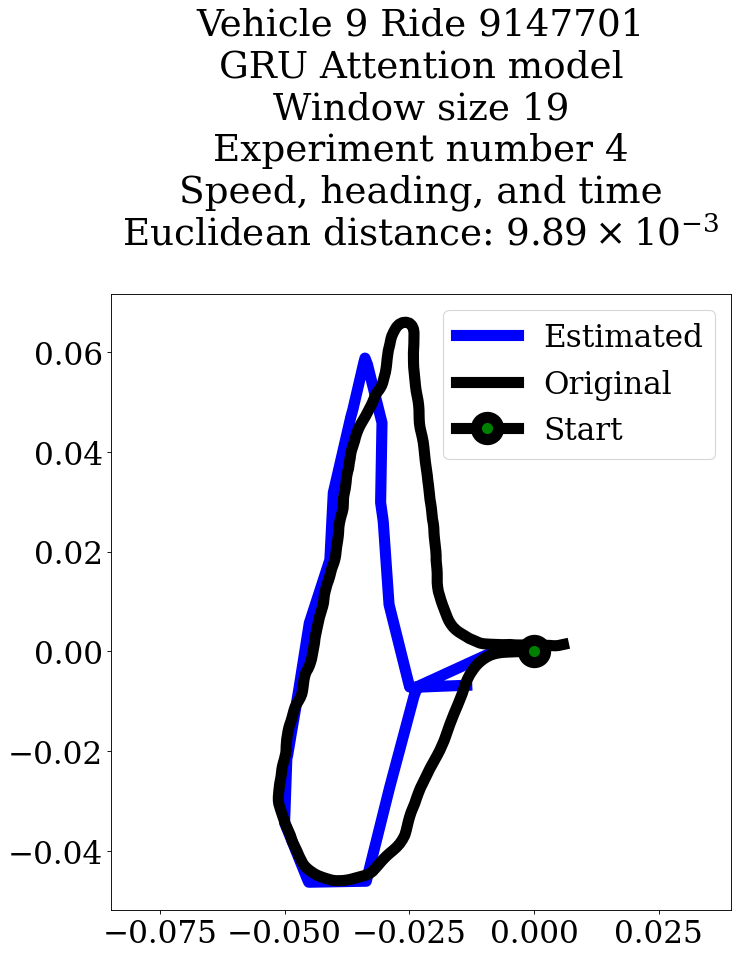 Vehicle 9 Ride 9147701
GRU Attention model
Window size 19
Experiment number 4
Speed, heading, and time
Euclidean distance: 9.89 × 10⁻³
Estimated
Original
Start
0.06
0.04
0.02
0.00
−0.02
−0.04
−0.075 −0.050 −0.025 0.000 0.025